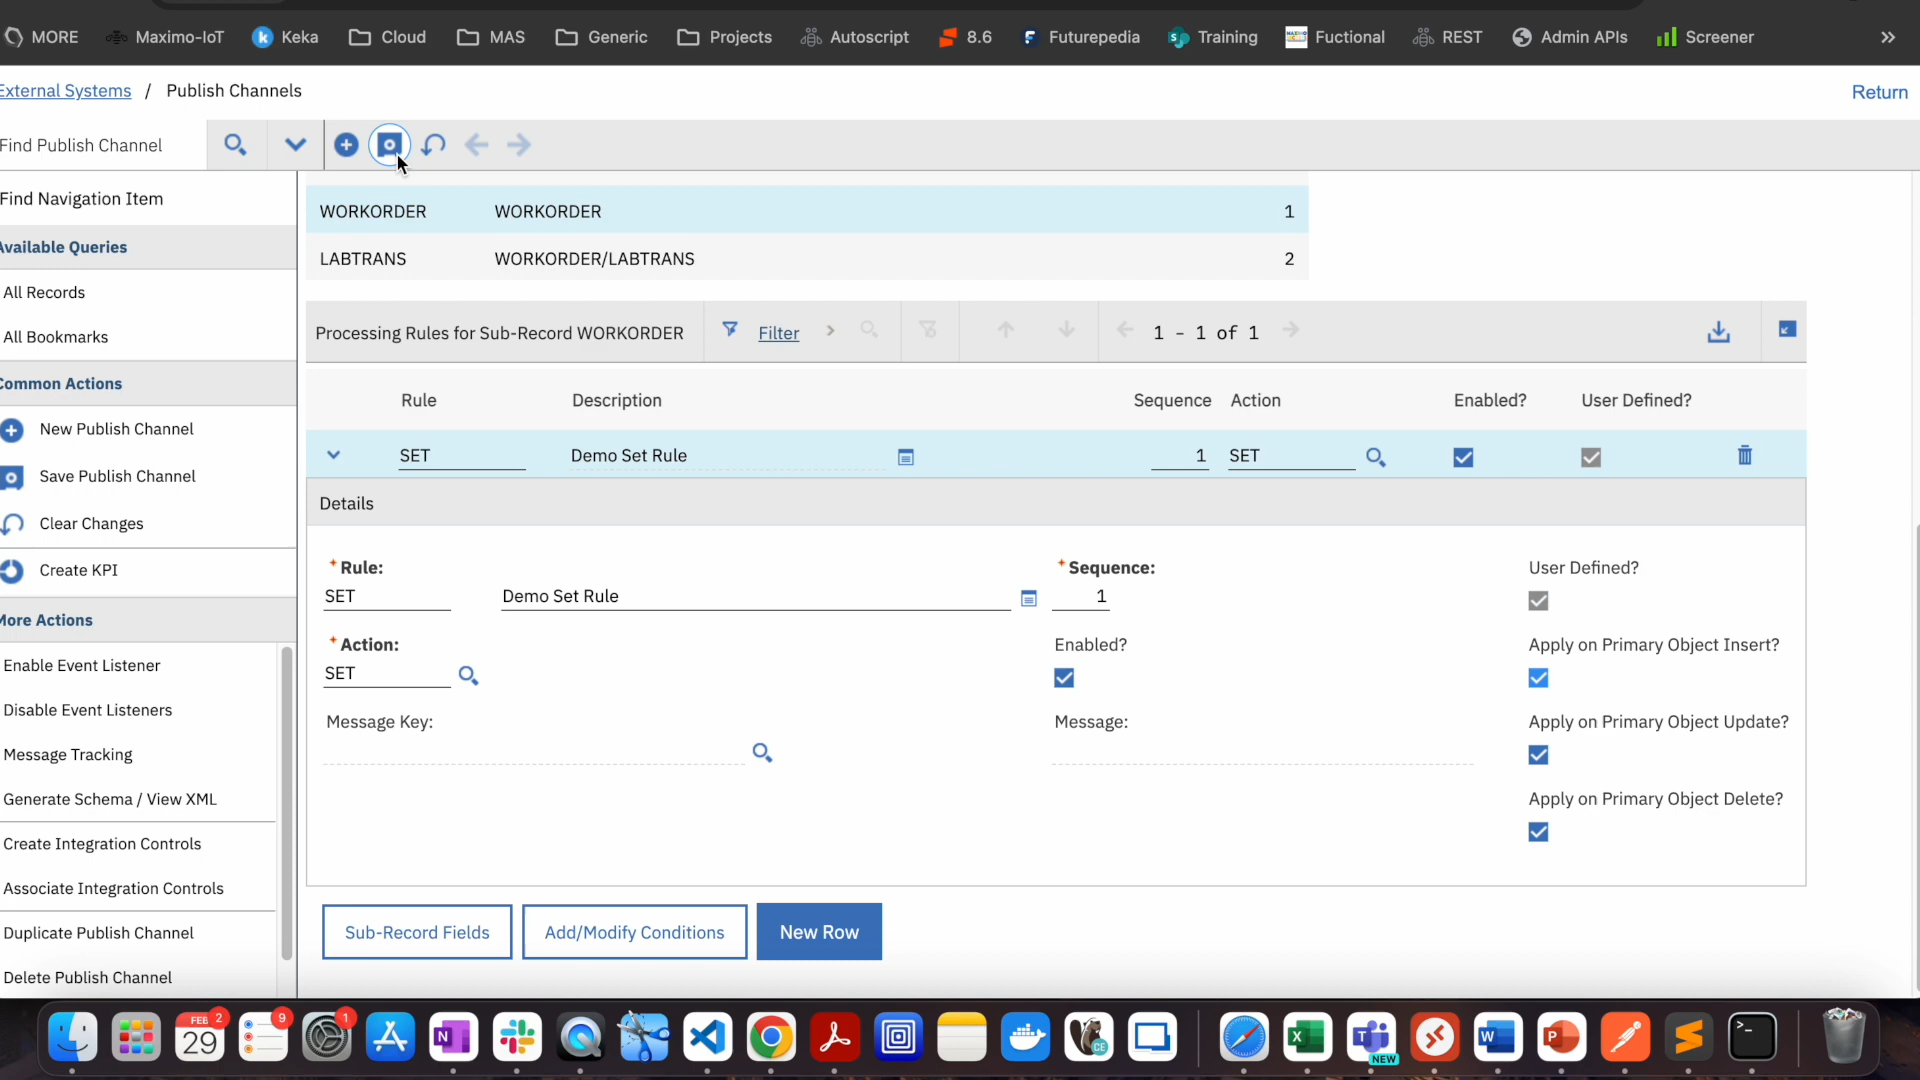 MORE Maximo-IoT Keka Cloud MAS Generic Projects Autoscript 8.6 Futurepedia Training Fuctional REST Admin APIs Screener »
External Systems / Publish Channels Return
Find Publish Channel
Find Navigation Item
Available Queries
All Records
All Bookmarks
Common Actions
New Publish Channel
Save Publish Channel
Clear Changes
Create KPI
More Actions
Enable Event Listener
Disable Event Listeners
Message Tracking
Generate Schema / View XML
Create Integration Controls
Associate Integration Controls
Duplicate Publish Channel
Delete Publish Channel
WORKORDER WORKORDER 1
LABTRANS WORKORDER/LABTRANS 2
Processing Rules for Sub-Record WORKORDER Filter 1 - 1 of 1
Rule Description Sequence Action Enabled? User Defined?
SET Demo Set Rule 1 SET
Details
* Rule: * Sequence: User Defined?
SET Demo Set Rule 1
* Action: Enabled? Apply on Primary Object Insert?
SET
Message Key: Message: Apply on Primary Object Update?
Apply on Primary Object Delete?
Sub-Record Fields Add/Modify Conditions New Row
FEB 2 9 1
29
NEW